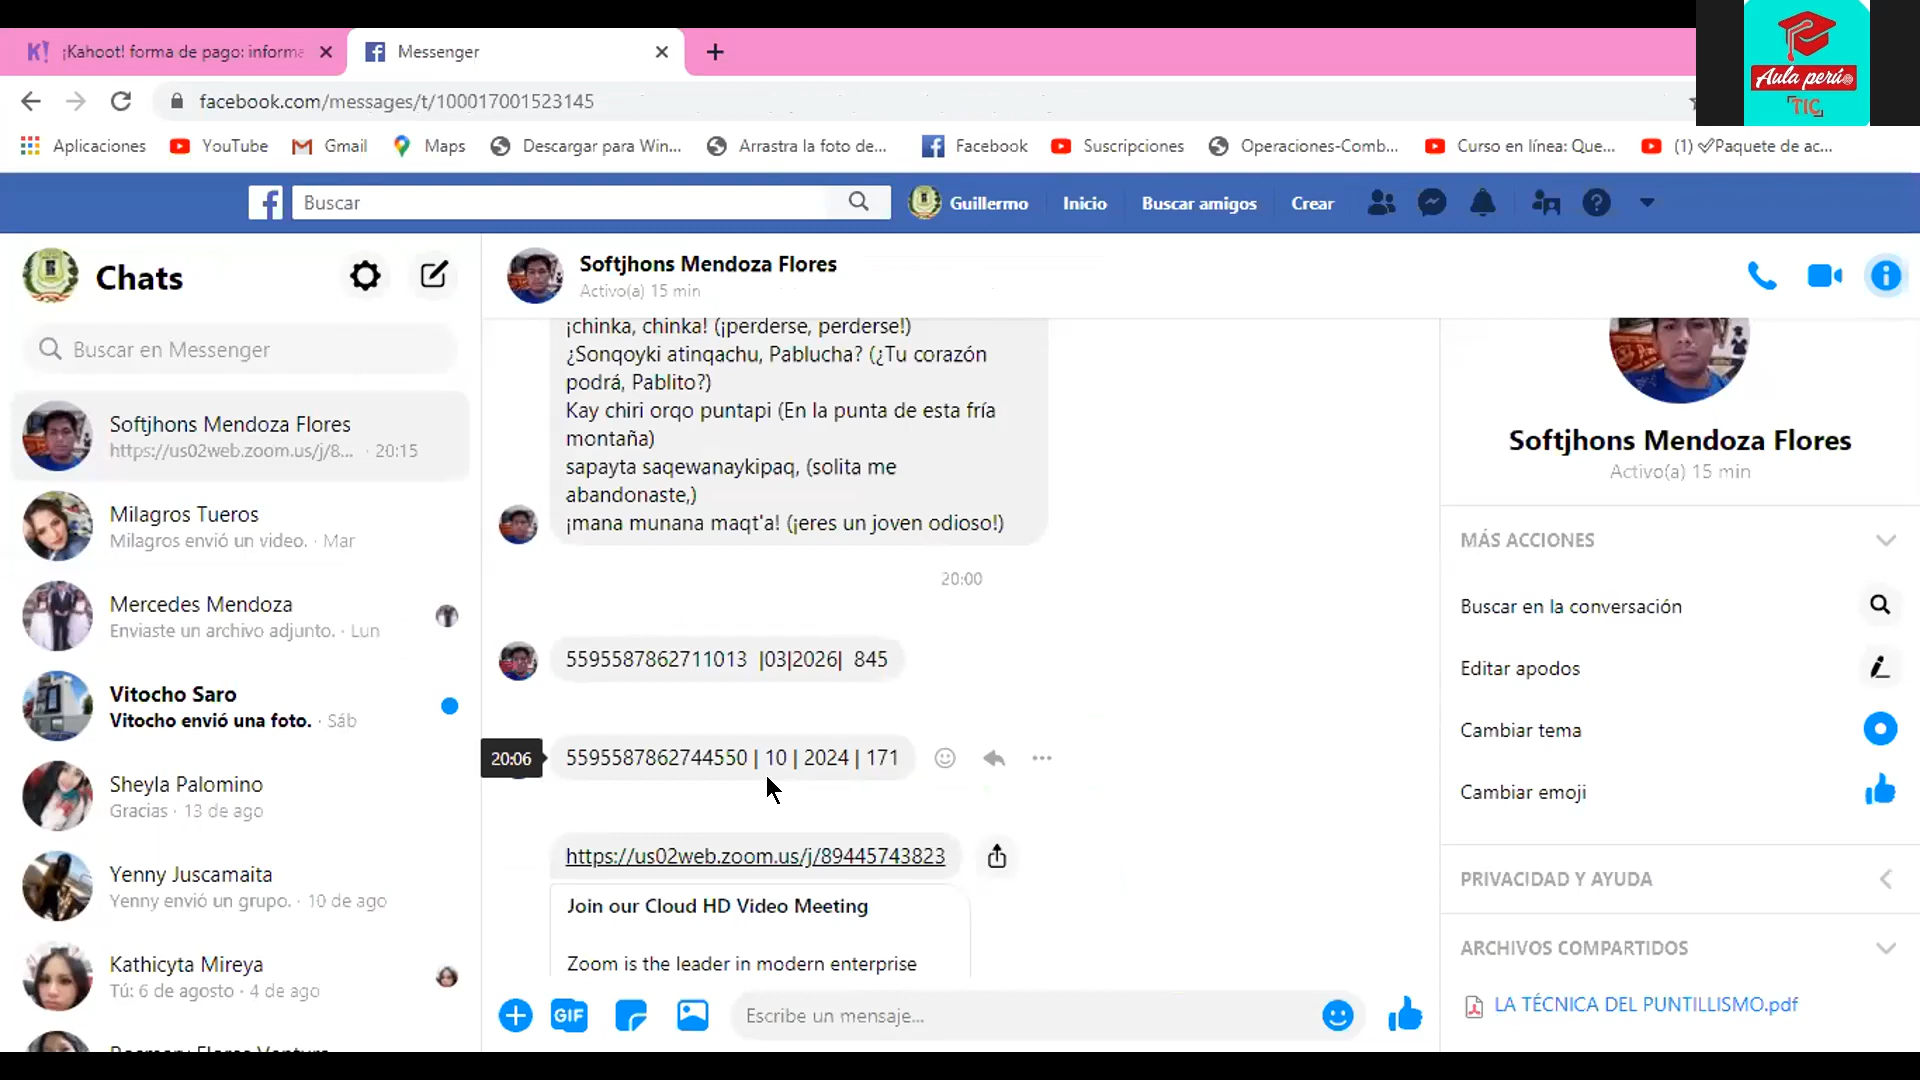 ¡Kahoot! forma de pago: informa
Messenger
Aula perú
TIC
facebook.com/messages/t/100017001523145
Aplicaciones YouTube Gmail Maps Descargar para Win... Arrastra la foto de... Facebook Suscripciones Operaciones-Comb... Curso en línea: Que... (1) ✅Paquete de ac...
Buscar
Guillermo Inicio Buscar amigos Crear
Chats
Buscar en Messenger
Softjhons Mendoza Flores
https://us02web.zoom.us/j/8... · 20:15
Milagros Tueros
Milagros envió un video. · Mar
Mercedes Mendoza
Enviaste un archivo adjunto. · Lun
Vitocho Saro
Vitocho envió una foto. · Sáb
Sheyla Palomino
Gracias · 13 de ago
Yenny Juscamaita
Yenny envió un grupo. · 10 de ago
Kathicyta Mireya
Tú: 6 de agosto · 4 de ago
Softjhons Mendoza Flores
Activo(a) 15 min
¡chinka, chinka! (¡perderse, perderse!)
¿Sonqoyki atinqachu, Pablucha? (¿Tu corazón
podrá, Pablito?)
Kay chiri orqo puntapi (En la punta de esta fría
montaña)
sapayta saqewanaykipaq, (solita me
abandonaste,)
¡mana munana maqt'a! (¡eres un joven odioso!)
20:00
[payment card details redacted]
20:06
[payment card details redacted]
https://us02web.zoom.us/j/89445743823
Join our Cloud HD Video Meeting
Zoom is the leader in modern enterprise
GIF
Escribe un mensaje...
Softjhons Mendoza Flores
Activo(a) 15 min
MÁS ACCIONES
Buscar en la conversación
Editar apodos
Cambiar tema
Cambiar emoji
PRIVACIDAD Y AYUDA
ARCHIVOS COMPARTIDOS
LA TÉCNICA DEL PUNTILLISMO.pdf